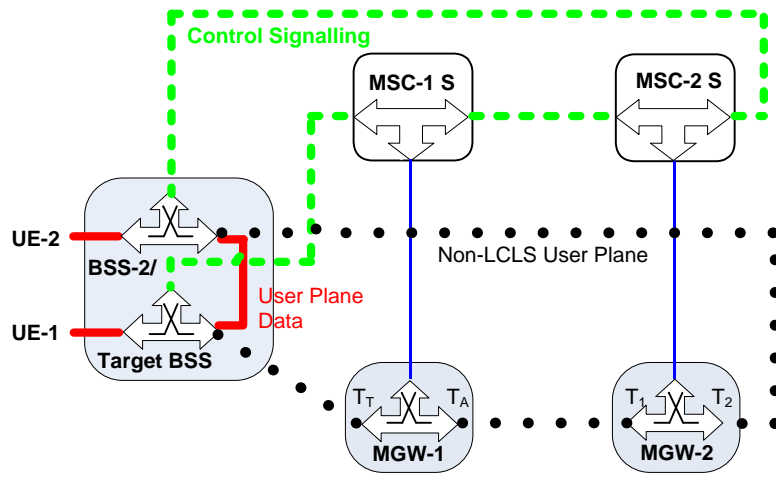 Control Signalling
MSC-1 S
MSC-2 S
UE-2
BSS-2/
Non-LCLS User Plane
User Plane
Data
UE-1
Target BSS
TT
TA
T1
T2
MGW-1
MGW-2